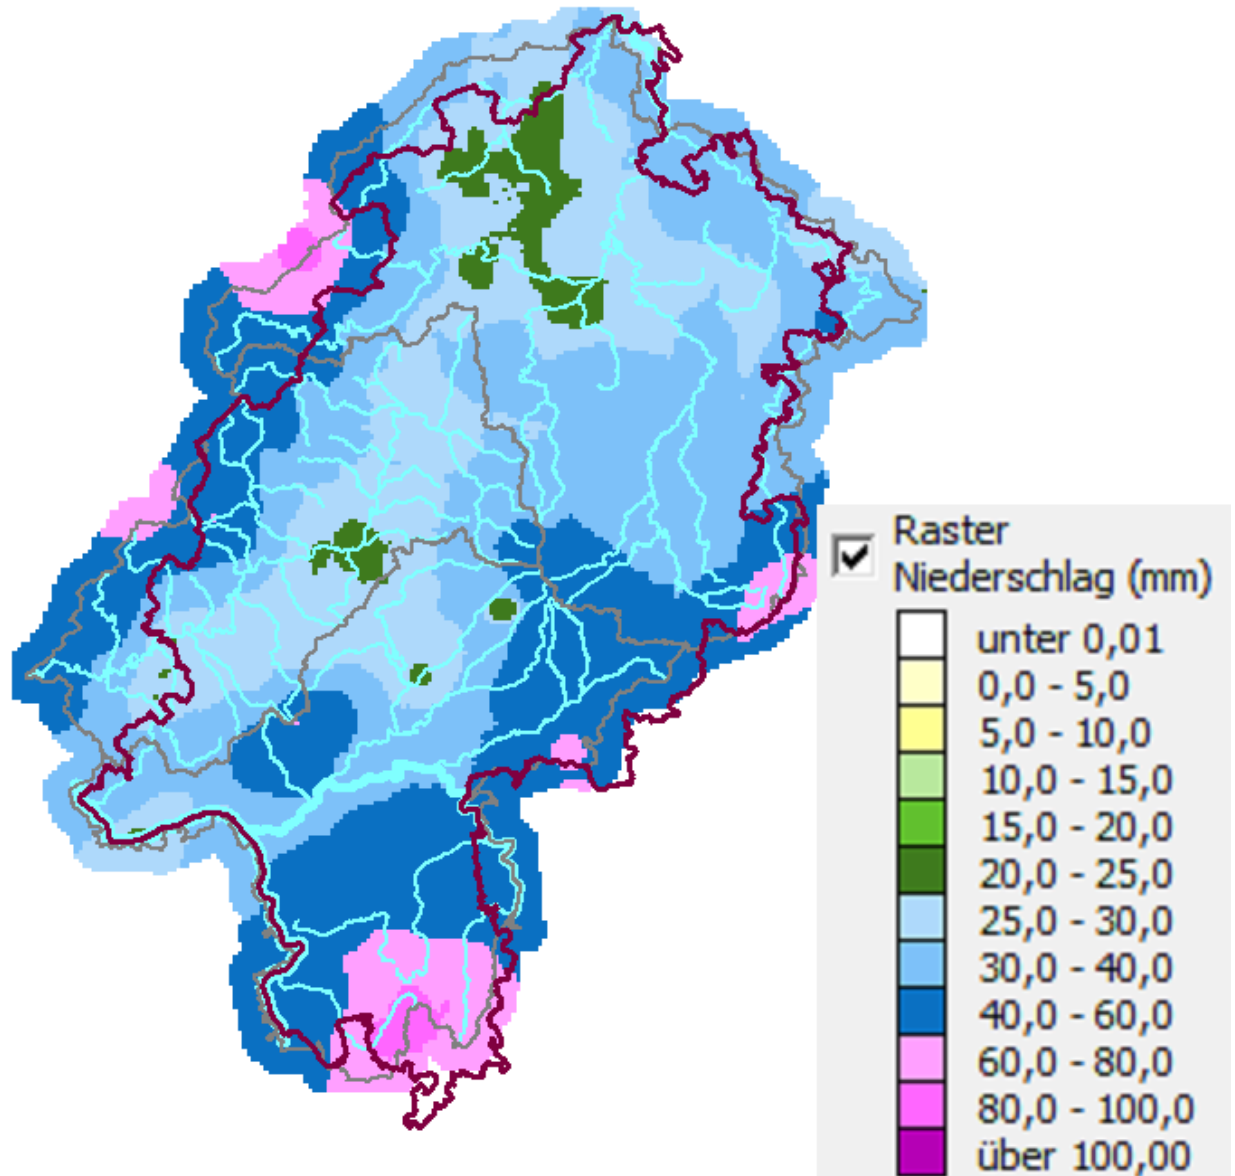 Raster
Niederschlag (mm)
unter 0,01
0,0 - 5,0
5,0 - 10,0
10,0 - 15,0
15,0 - 20,0
20,0 - 25,0
25,0 - 30,0
30,0 - 40,0
40,0 - 60,0
60,0 - 80,0
80,0 - 100,0
über 100,00